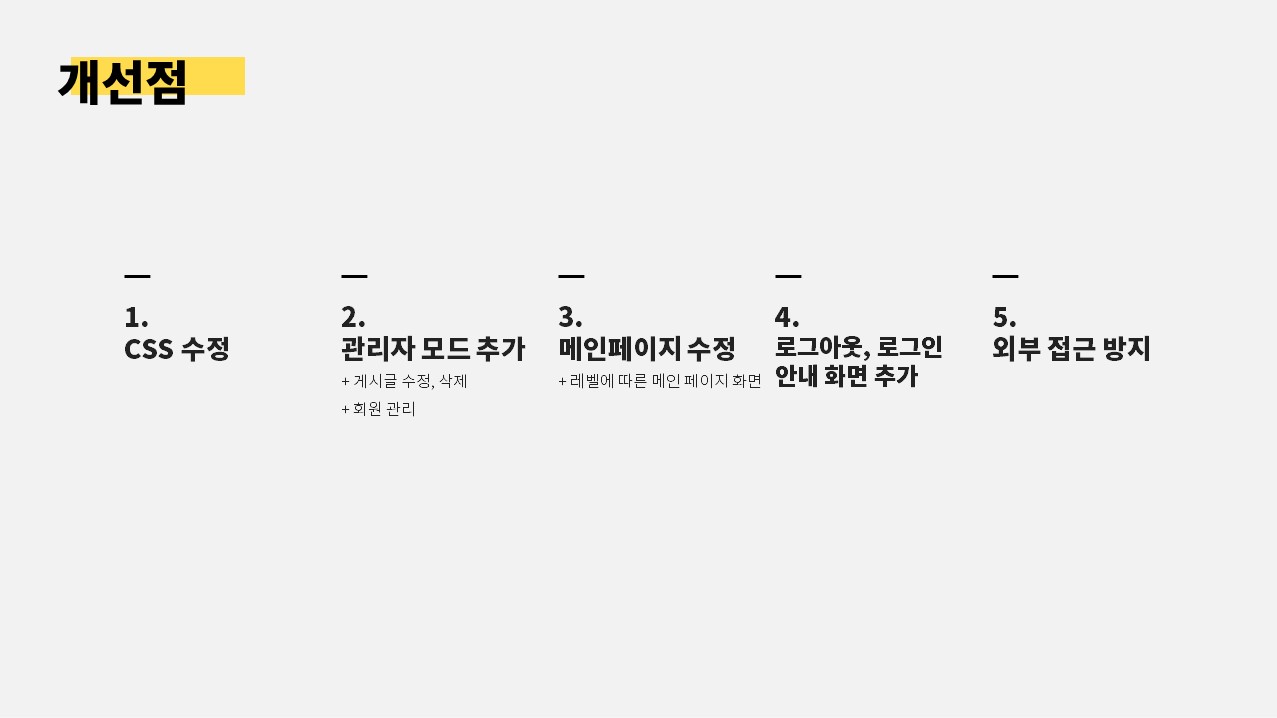 개선점
1.
CSS 수정
2.
관리자 모드 추가
+ 게시글 수정, 삭제
+ 회원 관리
3.
메인페이지 수정
+ 레벨에 따른 메인 페이지 화면
4.
로그아웃, 로그인
안내 화면 추가
5.
외부 접근 방지